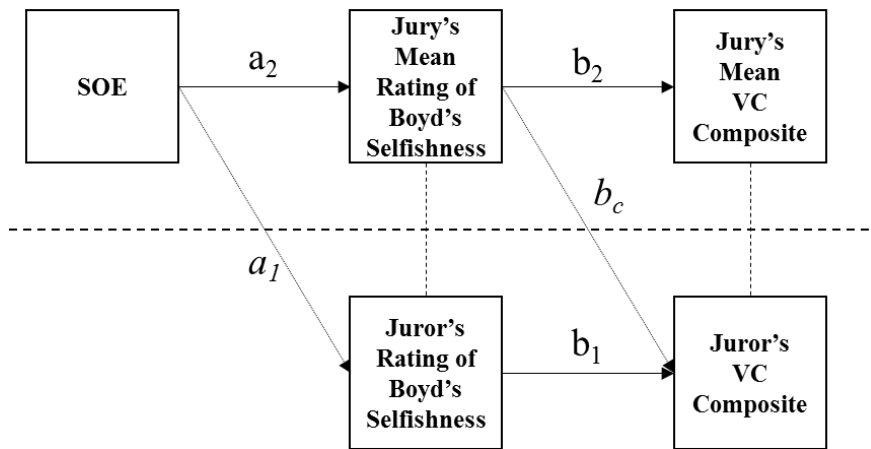 SOE
a2
Jury's
Mean
Rating of
Boyd's
Selfishness
b2
Jury's
Mean
VC
Composite
a1
bc
Juror's
Rating of
Boyd's
Selfishness
b1
Juror's
VC
Composite